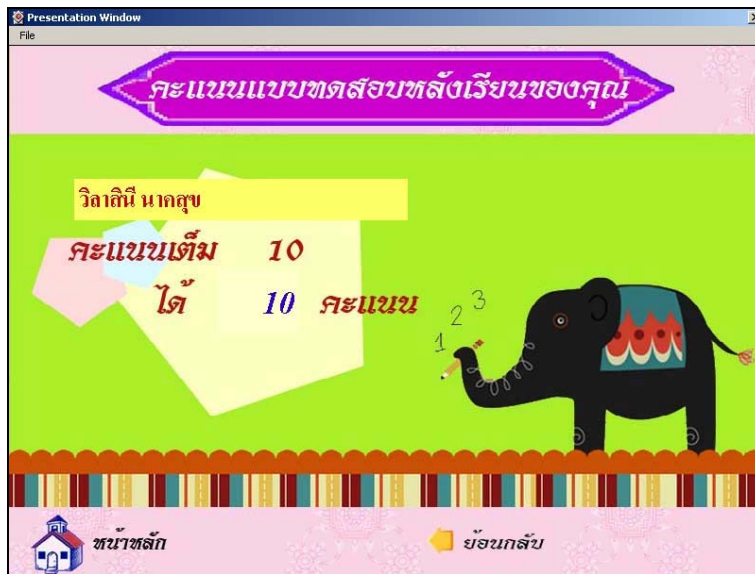 Presentation Window
File
คะแนนแบบทดสอบหลังเรียนของคุณ
วิลาสินี นาคสุข
คะแนนเต็ม 10
ได้ 10 คะแนน
1 2 3
หน้าหลัก
ย้อนกลับ